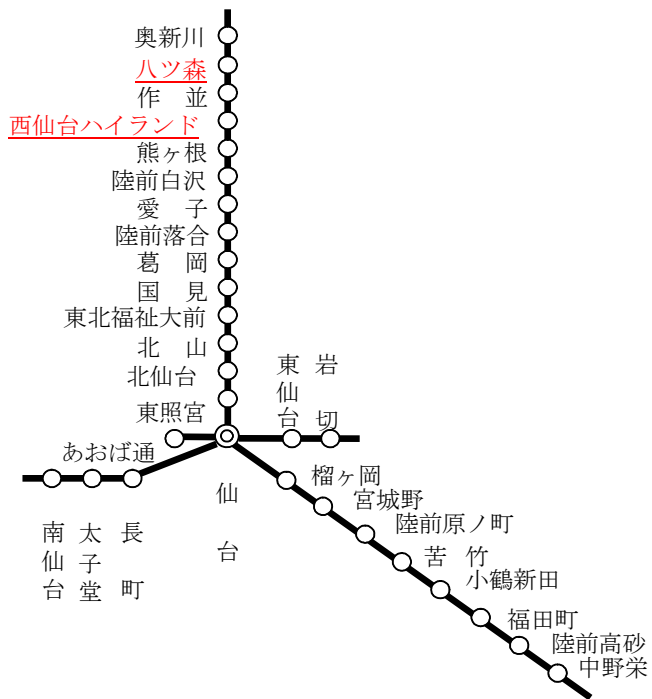 奥新川
八ツ森
作並
西仙台ハイランド
熊ヶ根
陸前白沢
愛子
陸前落合
葛岡
国見
東北福祉大前
北山
北仙台
東照宮
東仙台
岩切
あおば通
仙台
南仙台
太子堂
長町
榴ヶ岡
宮城野
陸前原ノ町
苦竹
小鶴新田
福田町
陸前高砂
中野栄